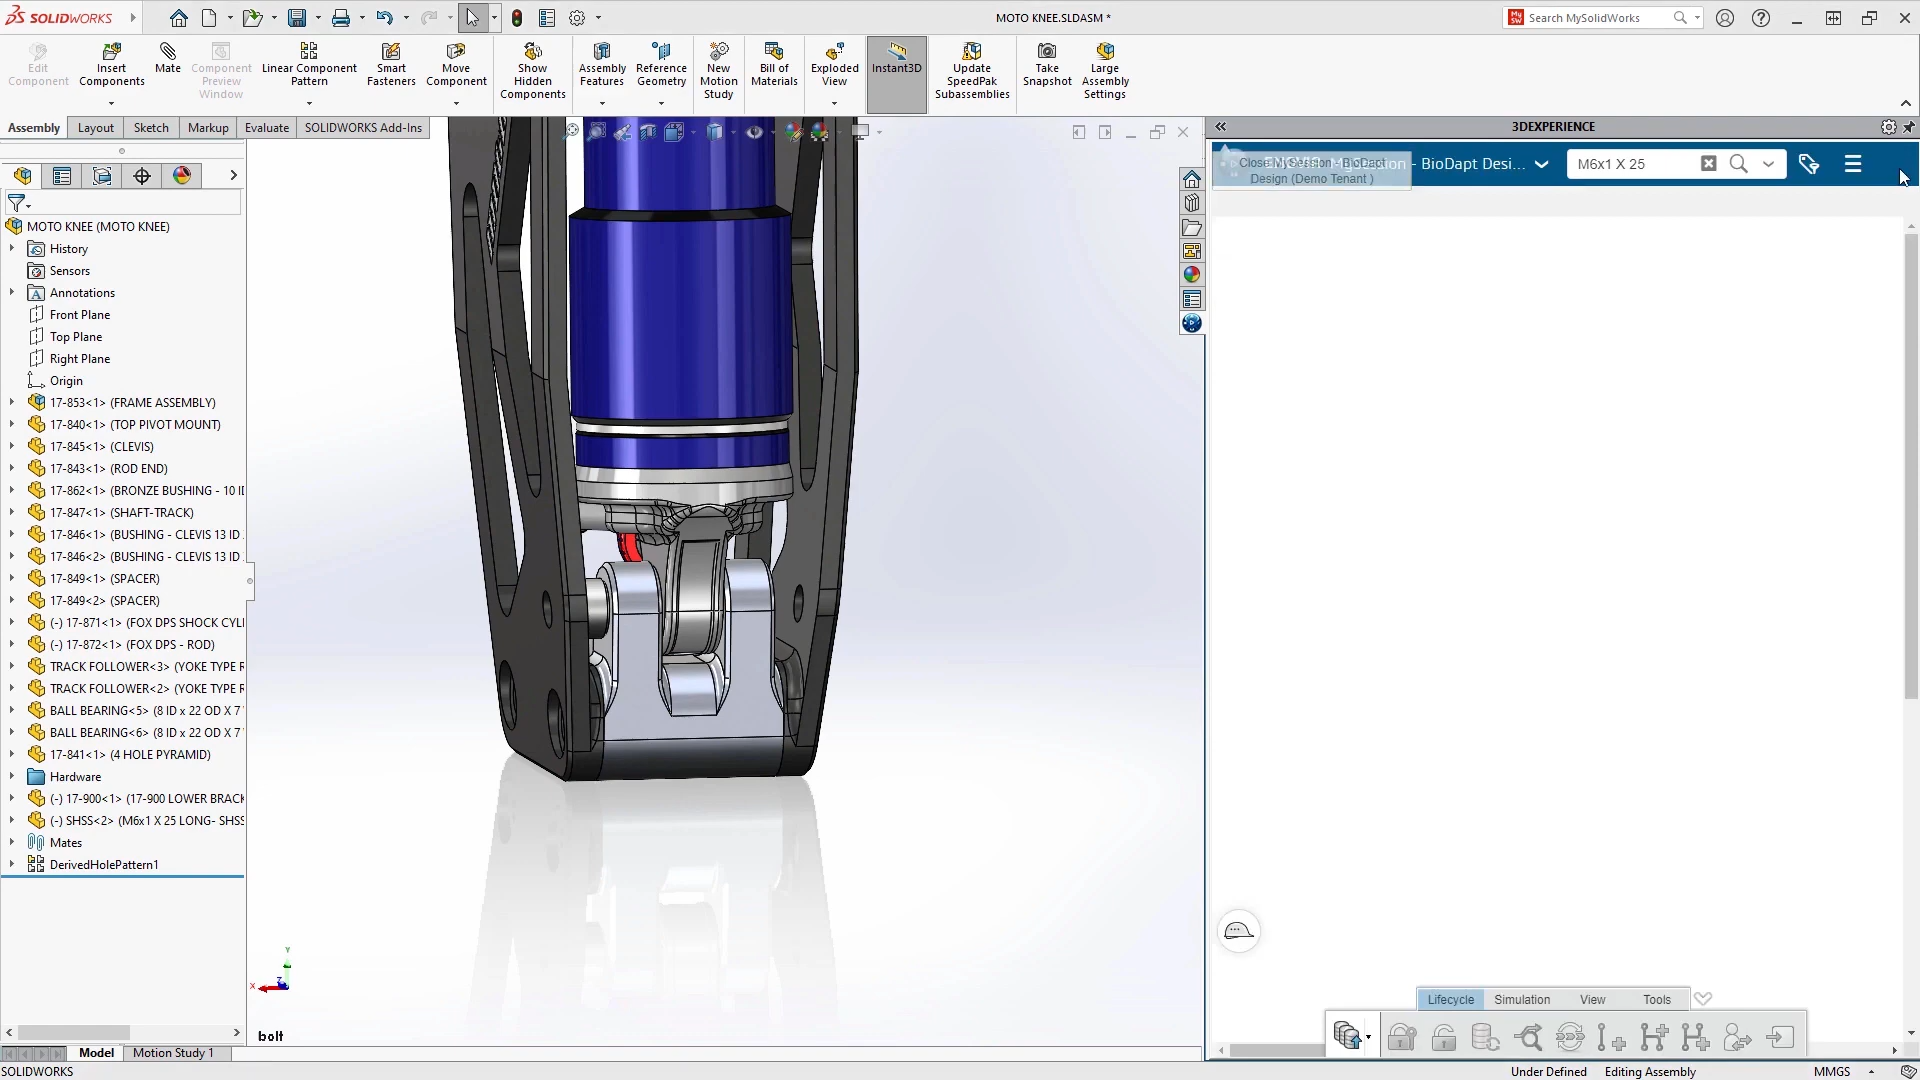 SOLIDWORKS
MOTO KNEE.SLDASM *
Search MySolidWorks
Edit Component
Insert Components
Mate
Component Preview Window
Linear Component Pattern
Smart Fasteners
Move Component
Show Hidden Components
Assembly Features
Reference Geometry
New Motion Study
Bill of Materials
Exploded View
Instant3D
Update SpeedPak Subassemblies
Take Snapshot
Large Assembly Settings
Assembly
Layout
Sketch
Markup
Evaluate
SOLIDWORKS Add-Ins
MOTO KNEE (MOTO KNEE)
History
Sensors
Annotations
Front Plane
Top Plane
Right Plane
Origin
17-853<1> (FRAME ASSEMBLY)
17-840<1> (TOP PIVOT MOUNT)
17-845<1> (CLEVIS)
17-843<1> (ROD END)
17-862<1> (BRONZE BUSHING - 10 ID
17-847<1> (SHAFT-TRACK)
17-846<1> (BUSHING - CLEVIS 13 ID
17-846<2> (BUSHING - CLEVIS 13 ID
17-849<1> (SPACER)
17-849<2> (SPACER)
(-) 17-871<1> (FOX DPS SHOCK CYLI
(-) 17-872<1> (FOX DPS - ROD)
TRACK FOLLOWER<3> (YOKE TYPE R
TRACK FOLLOWER<2> (YOKE TYPE R
BALL BEARING<5> (8 ID x 22 OD X 7
BALL BEARING<6> (8 ID x 22 OD X 7
17-841<1> (4 HOLE PYRAMID)
Hardware
(-) 17-900<1> (17-900 LOWER BRACK
(-) SHSS<2> (M6x1 X 25 LONG- SHSS
Mates
DerivedHolePattern1
bolt
Y
X
Z
Model
Motion Study 1
3DEXPERIENCE
- BioDapt Desi...
Close MySession - BioDapt
Design (Demo Tenant )
M6x1 X 25
Lifecycle
Simulation
View
Tools
SOLIDWORKS
Under Defined
Editing Assembly
MMGS